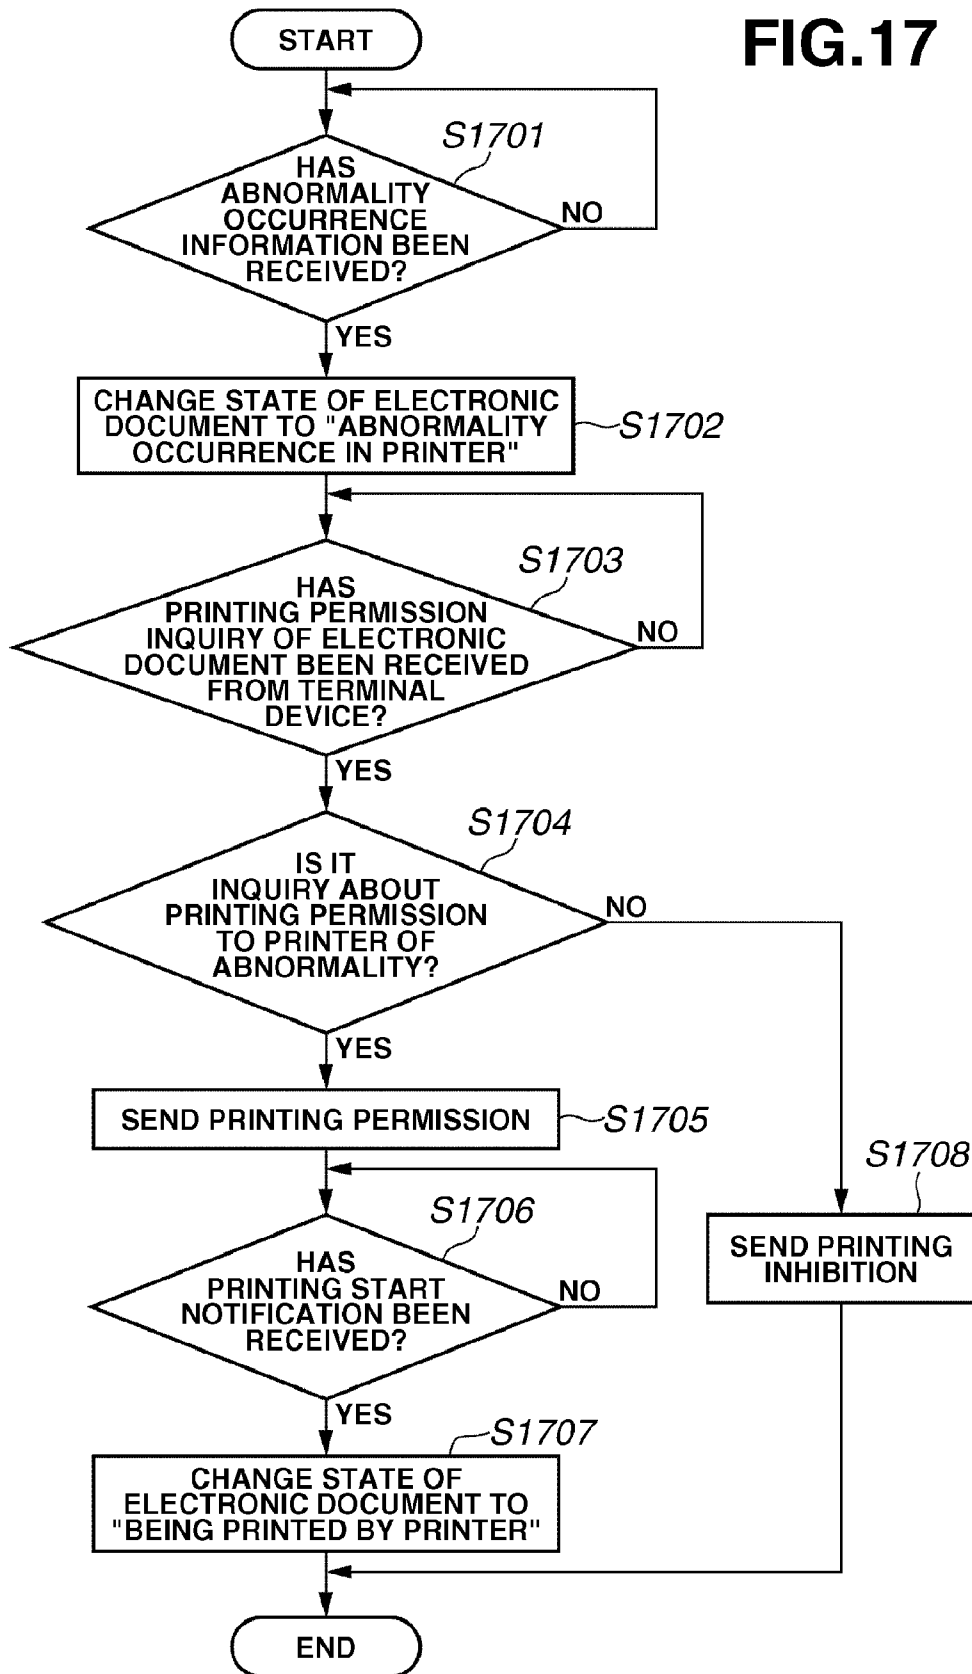 FIG.17
START
S1701
HAS
ABNORMALITY
OCCURRENCE
INFORMATION BEEN
RECEIVED?
NO
YES
CHANGE STATE OF ELECTRONIC
DOCUMENT TO "ABNORMALITY
OCCURRENCE IN PRINTER"
S1702
S1703
HAS
PRINTING PERMISSION
INQUIRY OF ELECTRONIC
DOCUMENT BEEN RECEIVED
FROM TERMINAL
DEVICE?
NO
YES
S1704
IS IT
INQUIRY ABOUT
PRINTING PERMISSION
TO PRINTER OF
ABNORMALITY?
NO
YES
SEND PRINTING PERMISSION
S1705
S1708
SEND PRINTING
INHIBITION
S1706
HAS
PRINTING START
NOTIFICATION BEEN
RECEIVED?
NO
YES
S1707
CHANGE STATE OF
ELECTRONIC DOCUMENT TO
"BEING PRINTED BY PRINTER"
END